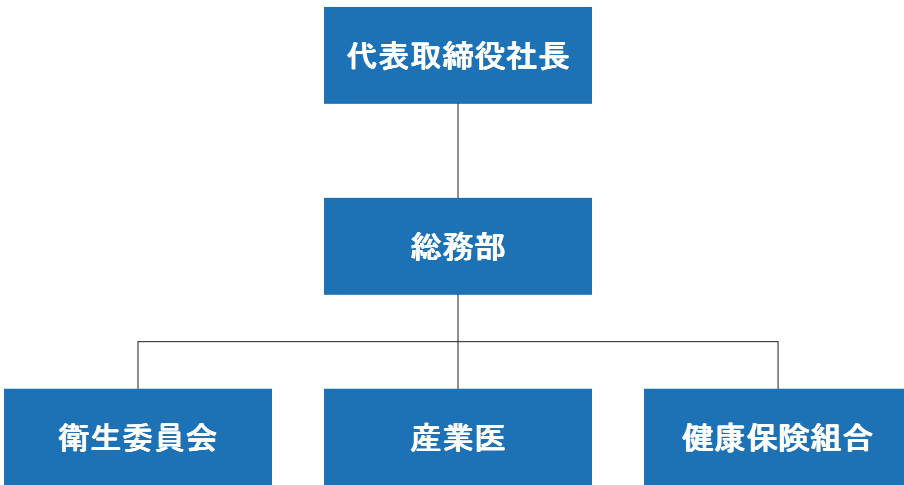 代表取締役社長
総務部
衛生委員会
産業医
健康保険組合